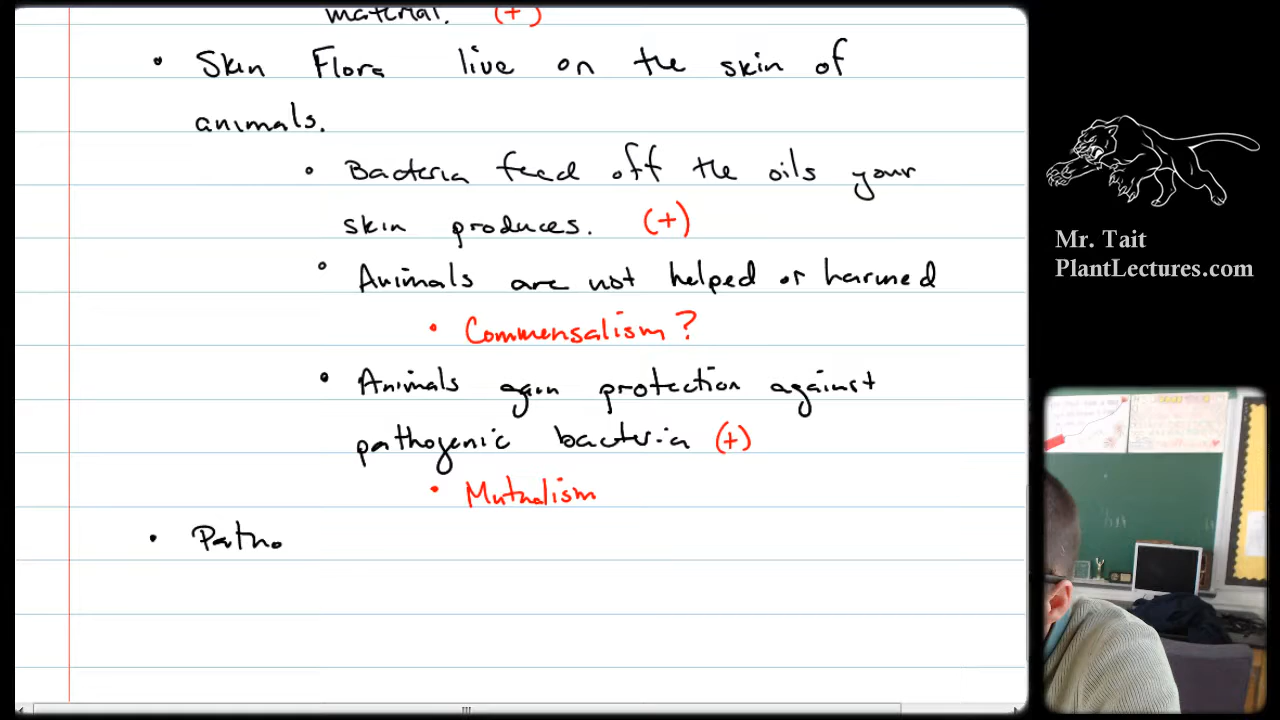 material. (+)
• Skin Flora live on the skin of
animals.
• Bacteria feed off the oils your
skin produces. (+)
• Animals are not helped or harmed
• Commensalism?
• Animals gain protection against
pathogenic bacteria (+)
• Mutualism
• Patho
Mr. Tait
PlantLectures.com